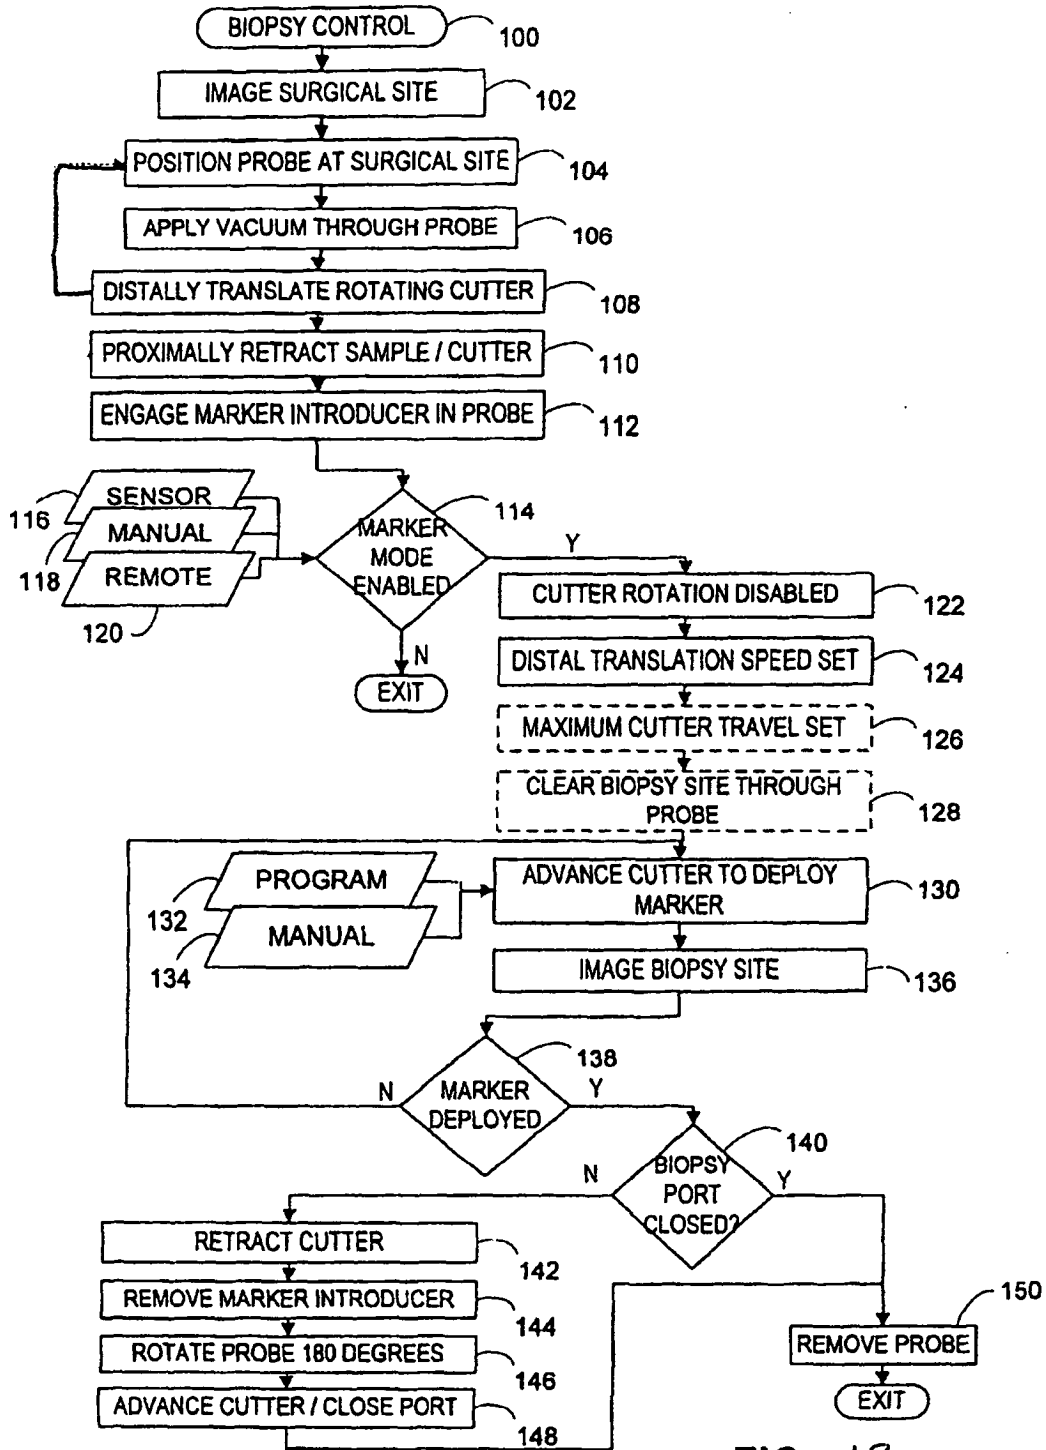 BIOPSY CONTROL
100
IMAGE SURGICAL SITE
102
POSITION PROBE AT SURGICAL SITE
104
APPLY VACUUM THROUGH PROBE
106
DISTALLY TRANSLATE ROTATING CUTTER
108
PROXIMALLY RETRACT SAMPLE / CUTTER
110
ENGAGE MARKER INTRODUCER IN PROBE
112
SENSOR
116
MANUAL
118
REMOTE
120
MARKER
MODE
ENABLED
114
Y
N
EXIT
CUTTER ROTATION DISABLED
122
DISTAL TRANSLATION SPEED SET
124
MAXIMUM CUTTER TRAVEL SET
126
CLEAR BIOPSY SITE THROUGH
PROBE
128
PROGRAM
132
MANUAL
134
ADVANCE CUTTER TO DEPLOY
MARKER
130
IMAGE BIOPSY SITE
136
MARKER
DEPLOYED
138
N
Y
BIOPSY
PORT
CLOSED?
140
N
Y
RETRACT CUTTER
142
REMOVE MARKER INTRODUCER
144
ROTATE PROBE 180 DEGREES
146
ADVANCE CUTTER / CLOSE PORT
148
REMOVE PROBE
150
EXIT